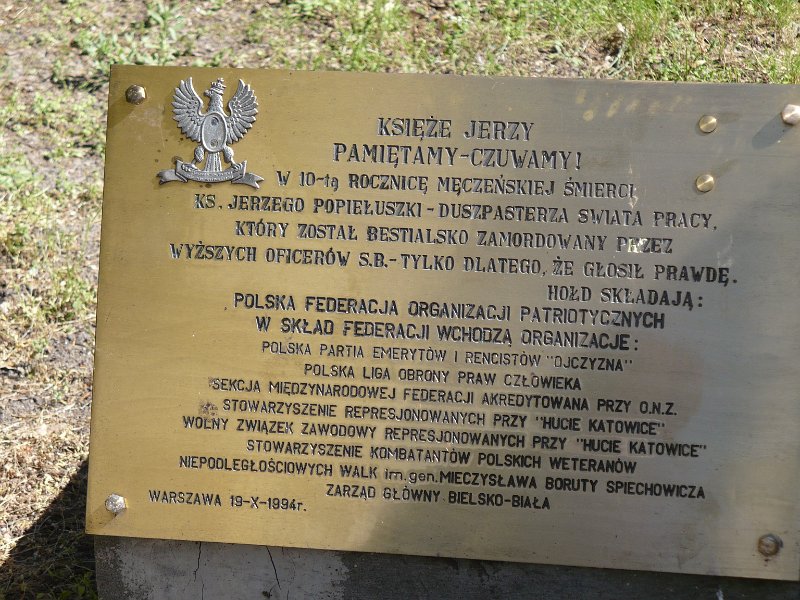 KSIĘŻE JERZY
PAMIĘTAMY-CZUWAMY!
W 10-tą ROCZNICĘ MĘCZEŃSKIEJ ŚMIERCI
KS. JERZEGO POPIEŁUSZKI - DUSZPASTERZA ŚWIATA PRACY,
KTÓRY ZOSTAŁ BESTIALSKO ZAMORDOWANY PRZEZ
WYŻSZYCH OFICERÓW S.B.-TYLKO DLATEGO, ŻE GŁOSIŁ PRAWDĘ.
HOŁD SKŁADAJĄ:
POLSKA FEDERACJA ORGANIZACJI PATRIOTYCZNYCH
W SKŁAD FEDERACJI WCHODZĄ ORGANIZACJE:
POLSKA PARTIA EMERYTÓW I RENCISTÓW "OJCZYZNA"
POLSKA LIGA OBRONY PRAW CZŁOWIEKA
SEKCJA MIĘDZYNARODOWEJ FEDERACJI AKREDYTOWANA PRZY O.N.Z.
STOWARZYSZENIE REPRESJONOWANYCH PRZY "HUCIE KATOWICE"
WOLNY ZWIĄZEK ZAWODOWY REPRESJONOWANYCH PRZY "HUCIE KATOWICE"
STOWARZYSZENIE KOMBATANTÓW POLSKICH WETERANÓW
NIEPODLEGŁOŚCIOWYCH WALK im.gen.MIECZYSŁAWA BORUTY SPIECHOWICZA
ZARZĄD GŁÓWNY BIELSKO-BIAŁA
WARSZAWA 19-X-1994r.